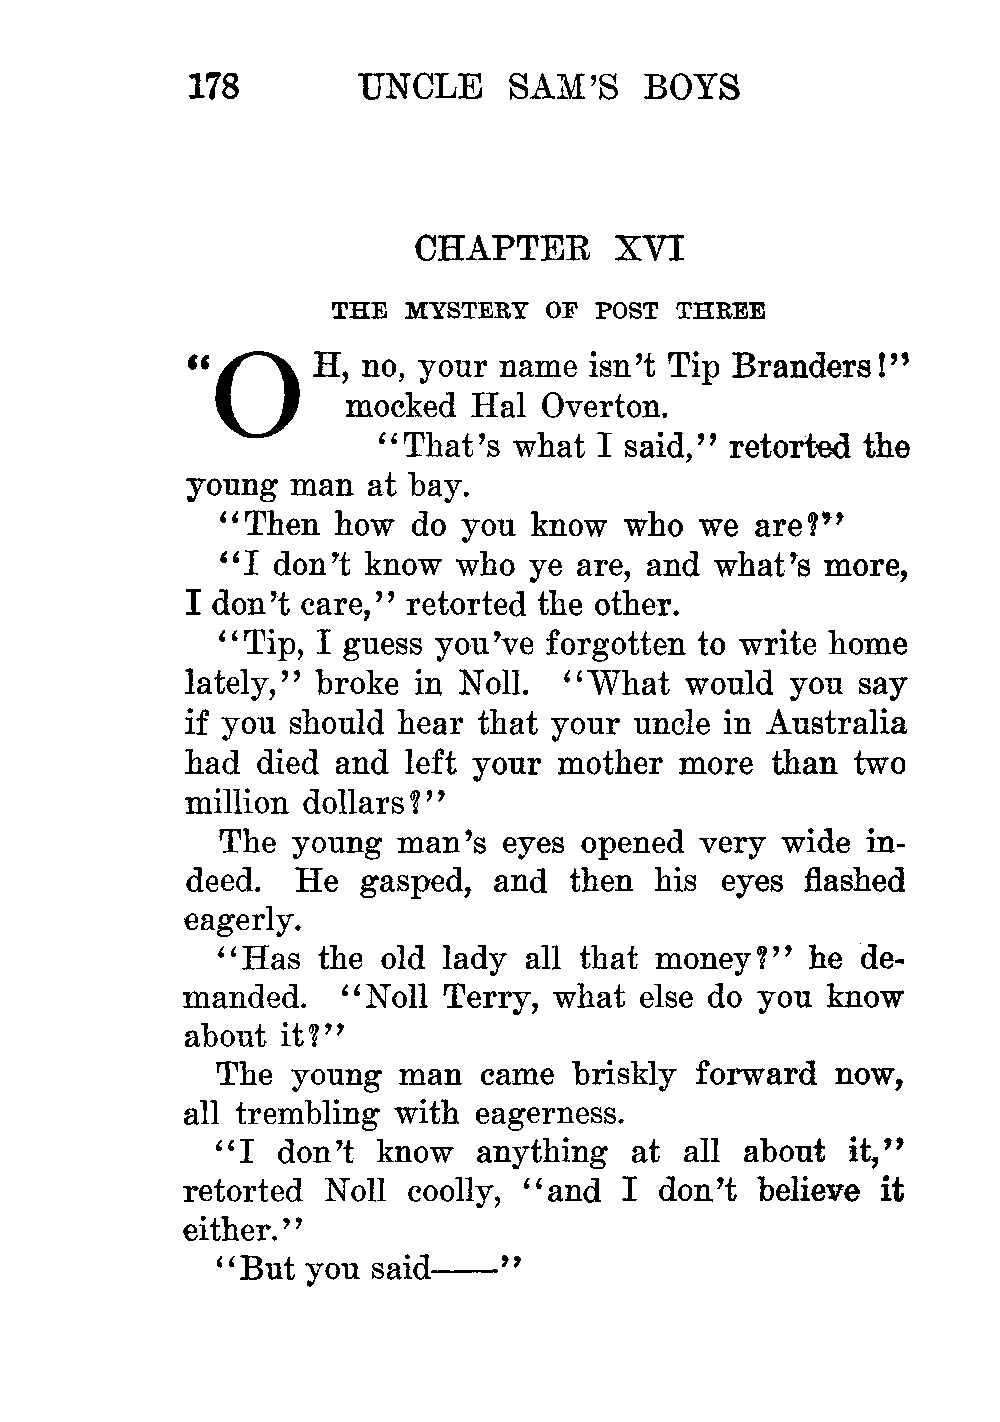 178 UNCLE SAM'S BOYS
CHAPTER XVI
THE MYSTERY OF POST THREE
"OH, no, your name isn't Tip Branders!"
mocked Hal Overton.
"That's what I said," retorted the
young man at bay.
"Then how do you know who we are?"
"I don't know who ye are, and what's more,
I don't care," retorted the other.
"Tip, I guess you've forgotten to write home
lately," broke in Noll. "What would you say
if you should hear that your uncle in Australia
had died and left your mother more than two
million dollars?"
The young man's eyes opened very wide in-
deed. He gasped, and then his eyes flashed
eagerly.
"Has the old lady all that money?" he de-
manded. "Noll Terry, what else do you know
about it?"
The young man came briskly forward now,
all trembling with eagerness.
"I don't know anything at all about it,"
retorted Noll coolly, "and I don't believe it
either."
"But you said——"